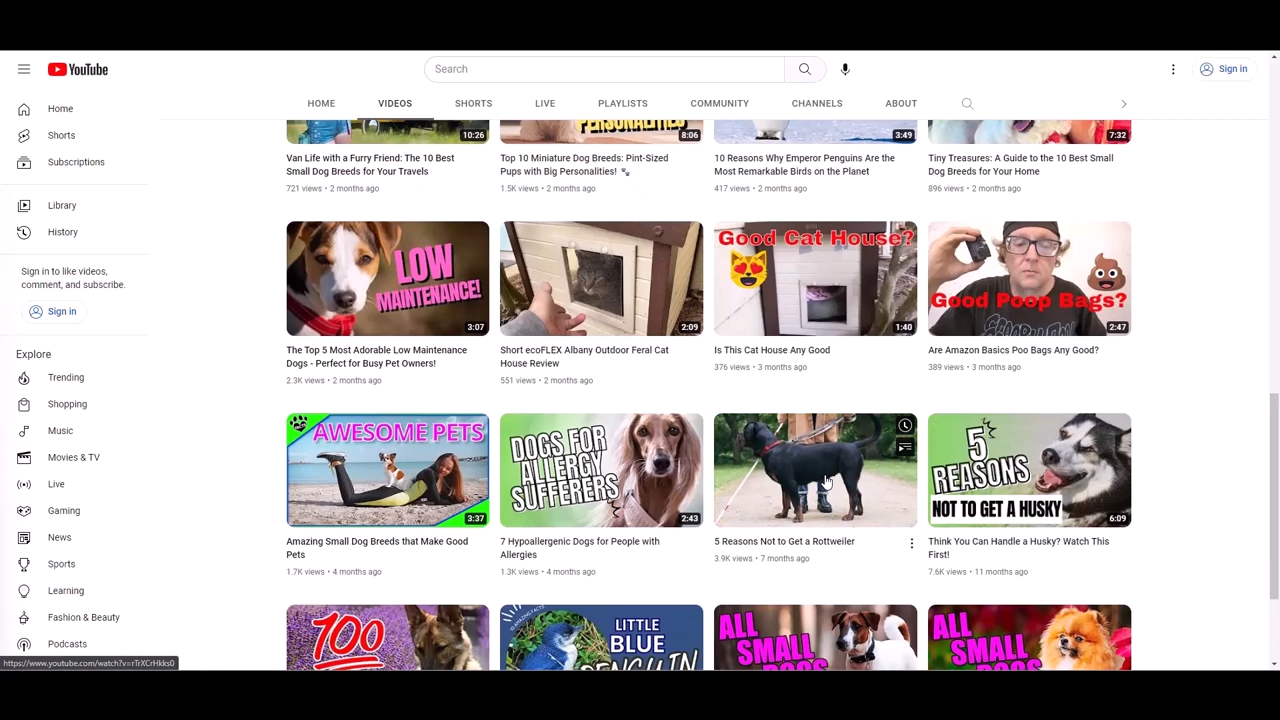 YouTube
Search
Sign in
HOME VIDEOS SHORTS LIVE PLAYLISTS COMMUNITY CHANNELS ABOUT
Home
Shorts
Subscriptions
Library
History
Sign in to like videos,
comment, and subscribe.
Sign in
Explore
Trending
Shopping
Music
Movies & TV
Live
Gaming
News
Sports
Learning
Fashion & Beauty
Podcasts
https://www.youtube.com/watch?v=rTrXCrHkks0
10:26
PERSONALITIES
8:06
3:49
7:32
Van Life with a Furry Friend: The 10 Best
Small Dog Breeds for Your Travels
721 views • 2 months ago
Top 10 Miniature Dog Breeds: Pint-Sized
Pups with Big Personalities! 🐾
1.5K views • 2 months ago
10 Reasons Why Emperor Penguins Are the
Most Remarkable Birds on the Planet
417 views • 2 months ago
Tiny Treasures: A Guide to the 10 Best Small
Dog Breeds for Your Home
896 views • 2 months ago
LOW
MAINTENANCE!
3:07
2:09
Good Cat House?
1:40
Good Poop Bags?
2:47
The Top 5 Most Adorable Low Maintenance
Dogs - Perfect for Busy Pet Owners!
2.3K views • 2 months ago
Short ecoFLEX Albany Outdoor Feral Cat
House Review
551 views • 2 months ago
Is This Cat House Any Good
376 views • 3 months ago
Are Amazon Basics Poo Bags Any Good?
389 views • 3 months ago
AWESOME PETS
3:37
DOGS FOR
ALLERGY
SUFFERERS
2:43
5
REASONS
NOT TO GET A HUSKY
6:09
Amazing Small Dog Breeds that Make Good
Pets
1.7K views • 4 months ago
7 Hypoallergenic Dogs for People with
Allergies
1.3K views • 4 months ago
5 Reasons Not to Get a Rottweiler
3.9K views • 7 months ago
Think You Can Handle a Husky? Watch This
First!
7.6K views • 11 months ago
100
LITTLE
BLUE
PENGUIN
ALL
SMALL
DOGS
ALL
SMALL
DOGS